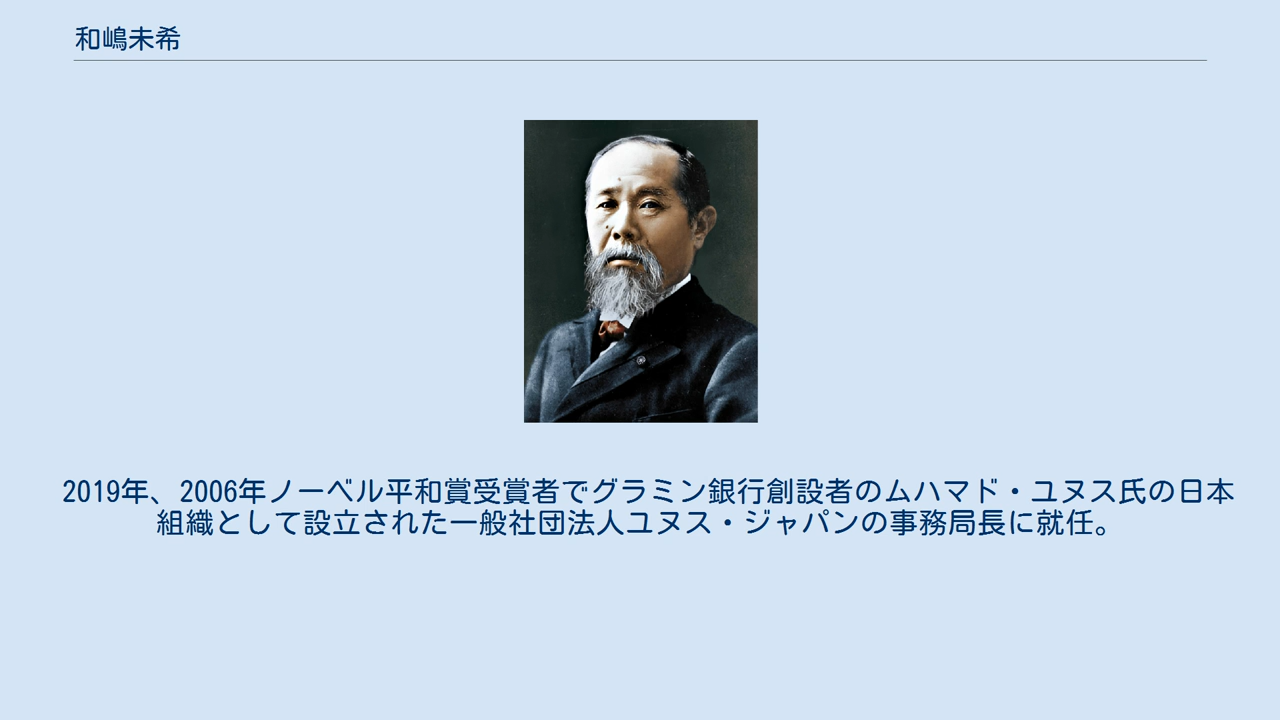 和嶋未希
2019年、2006年ノーベル平和賞受賞者でグラミン銀行創設者のムハマド・ユヌス氏の日本
組織として設立された一般社団法人ユヌス・ジャパンの事務局長に就任。